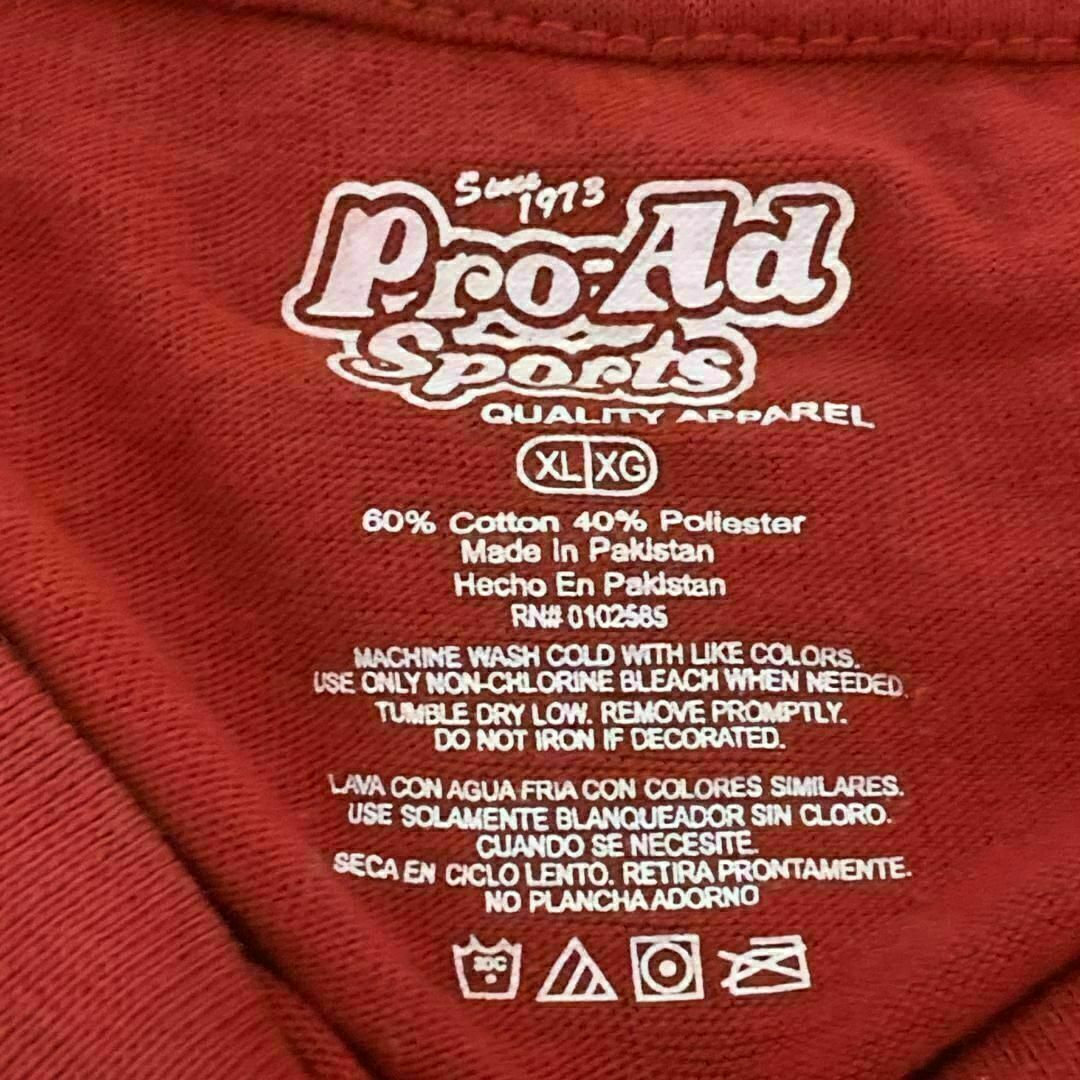 Since 1973
Pro-Ad
Sports
QUALITY APPAREL
XL XG
60% Cotton 40% Poliester
Made In Pakistan
Hecho En Pakistan
RN# 0102585
MACHINE WASH COLD WITH LIKE COLORS.
USE ONLY NON-CHLORINE BLEACH WHEN NEEDED.
TUMBLE DRY LOW. REMOVE PROMPTLY.
DO NOT IRON IF DECORATED.
LAVA CON AGUA FRIA CON COLORES SIMILARES.
USE SOLAMENTE BLANQUEADOR SIN CLORO.
CUANDO SE NECESITE.
SECA EN CICLO LENTO. RETIRA PRONTAMENTE.
NO PLANCHA ADORNO
30C